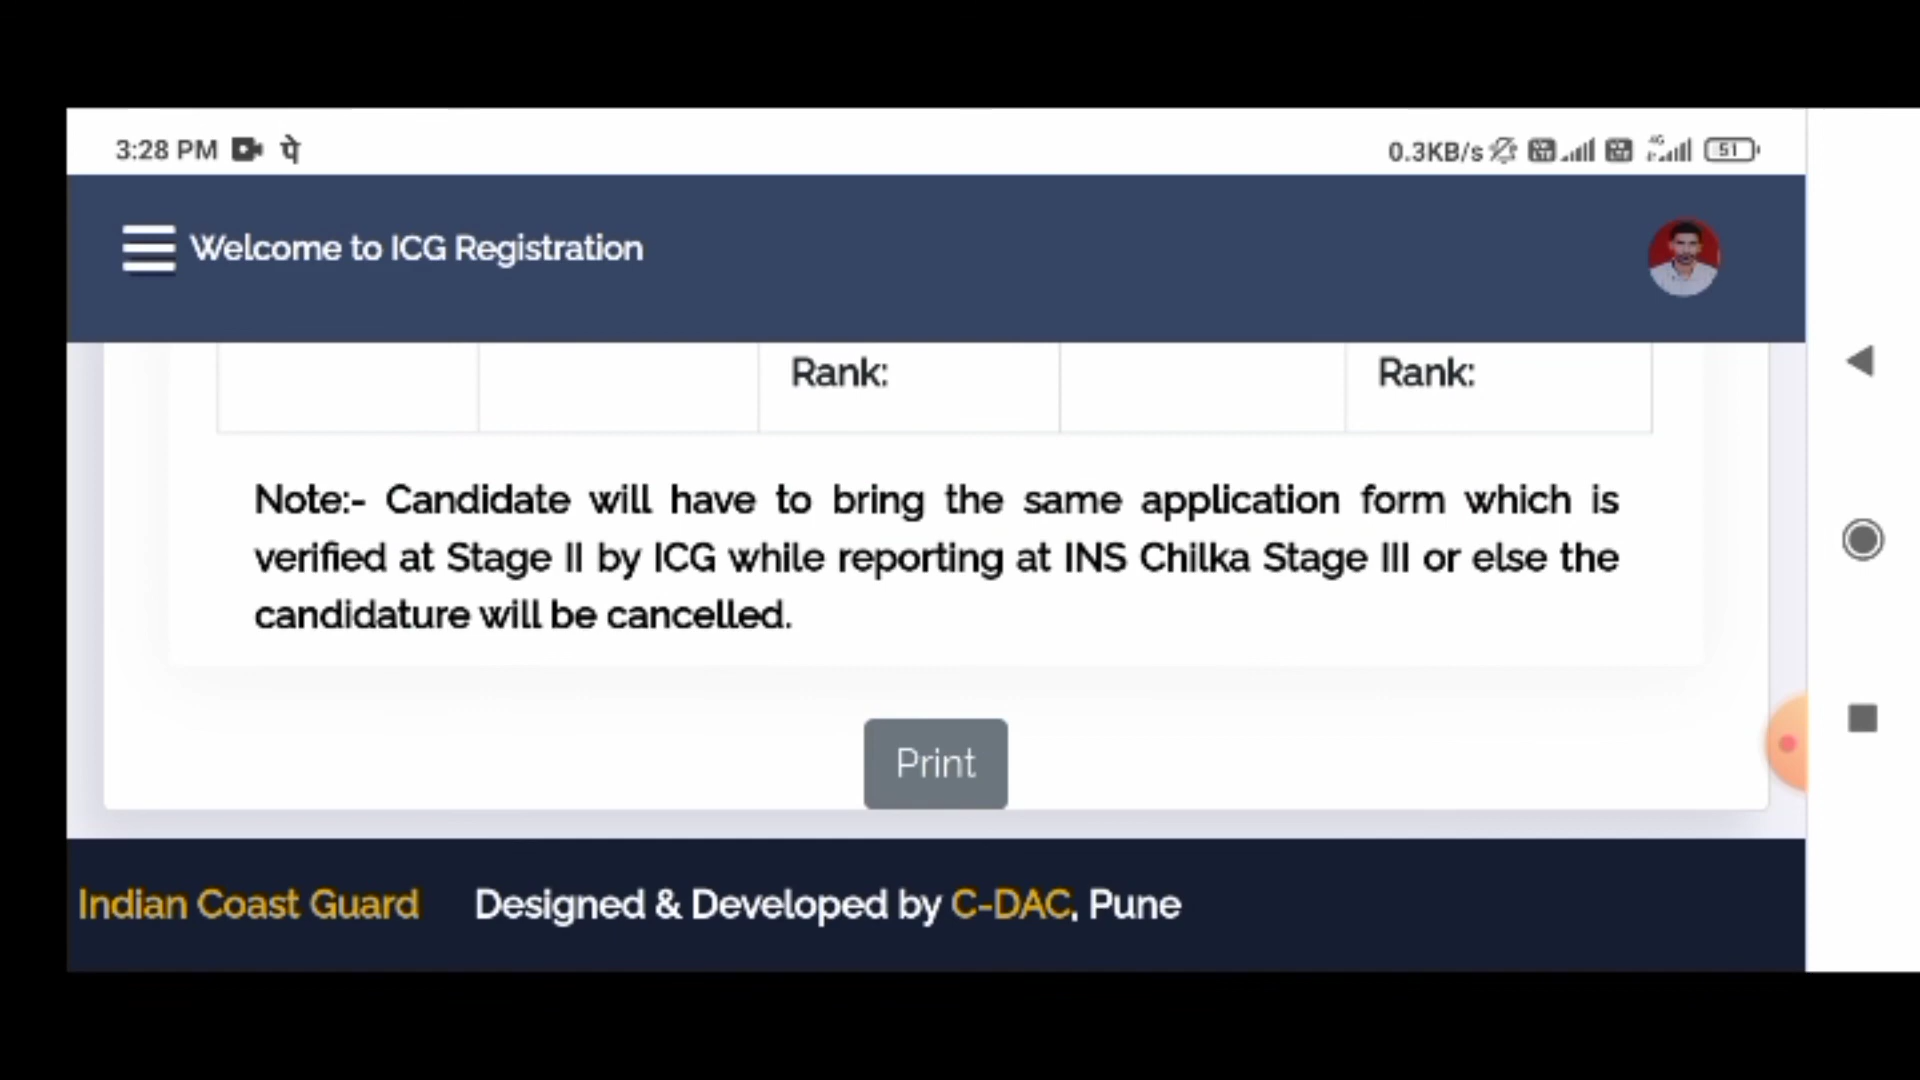 3:28 PM पे 0.3KB/s 4G 51
Welcome to ICG Registration
Rank: Rank:
Note:- Candidate will have to bring the same application form which is
verified at Stage II by ICG while reporting at INS Chilka Stage III or else the
candidature will be cancelled.
Print
Indian Coast Guard Designed & Developed by C-DAC, Pune